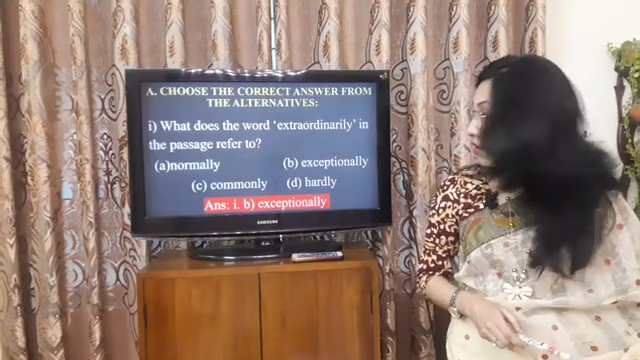 A. CHOOSE THE CORRECT ANSWER FROM
THE ALTERNATIVES:
i) What does the word ‘extraordinarily’ in
the passage refer to?
(a)normally (b) exceptionally
(c) commonly (d) hardly
Ans: i. b) exceptionally
SAMSUNG